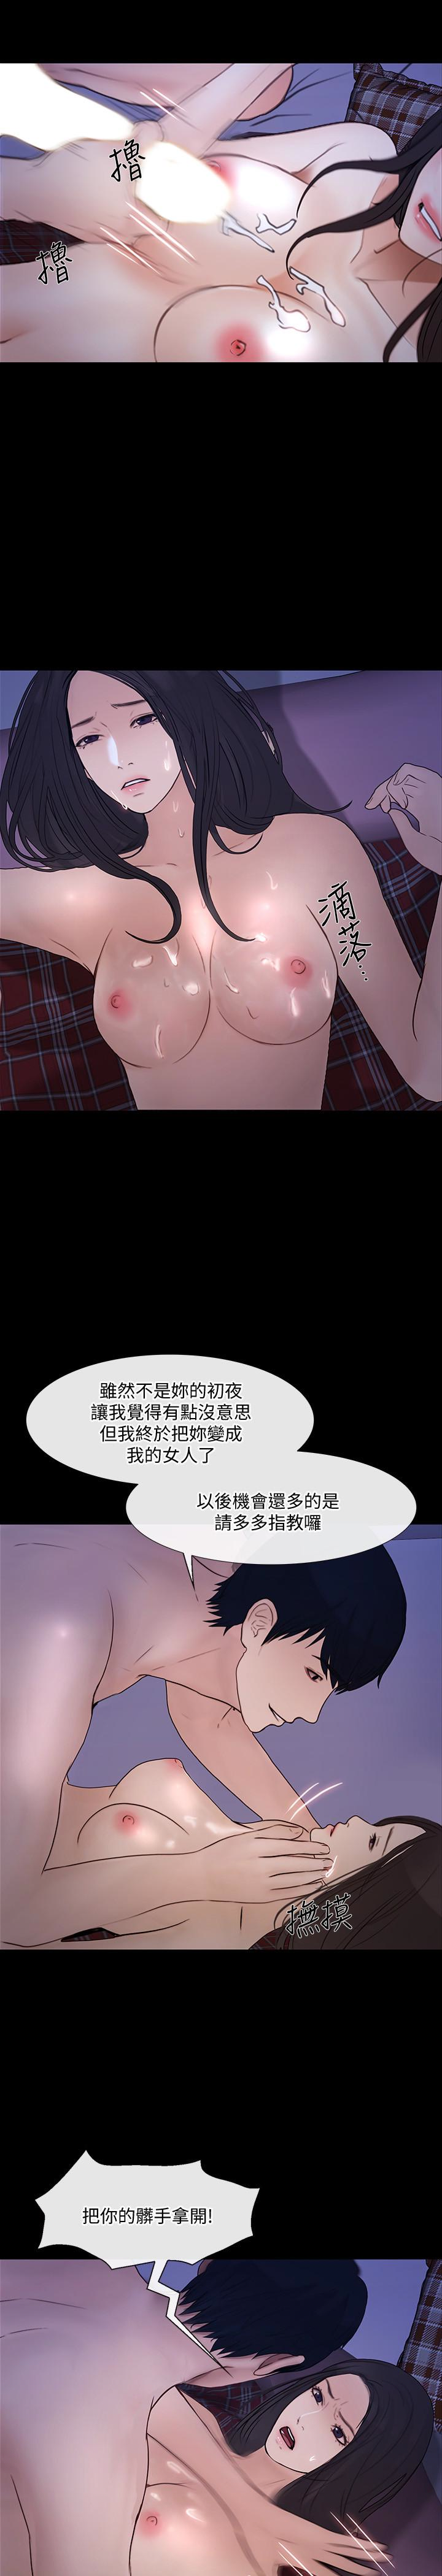 擼
擼
滴落…
雖然不是妳的初夜
讓我覺得有點沒意思
但我終於把妳變成
我的女人了
以後機會還多的是
請多多指教囉
撫摸
把你的髒手拿開!